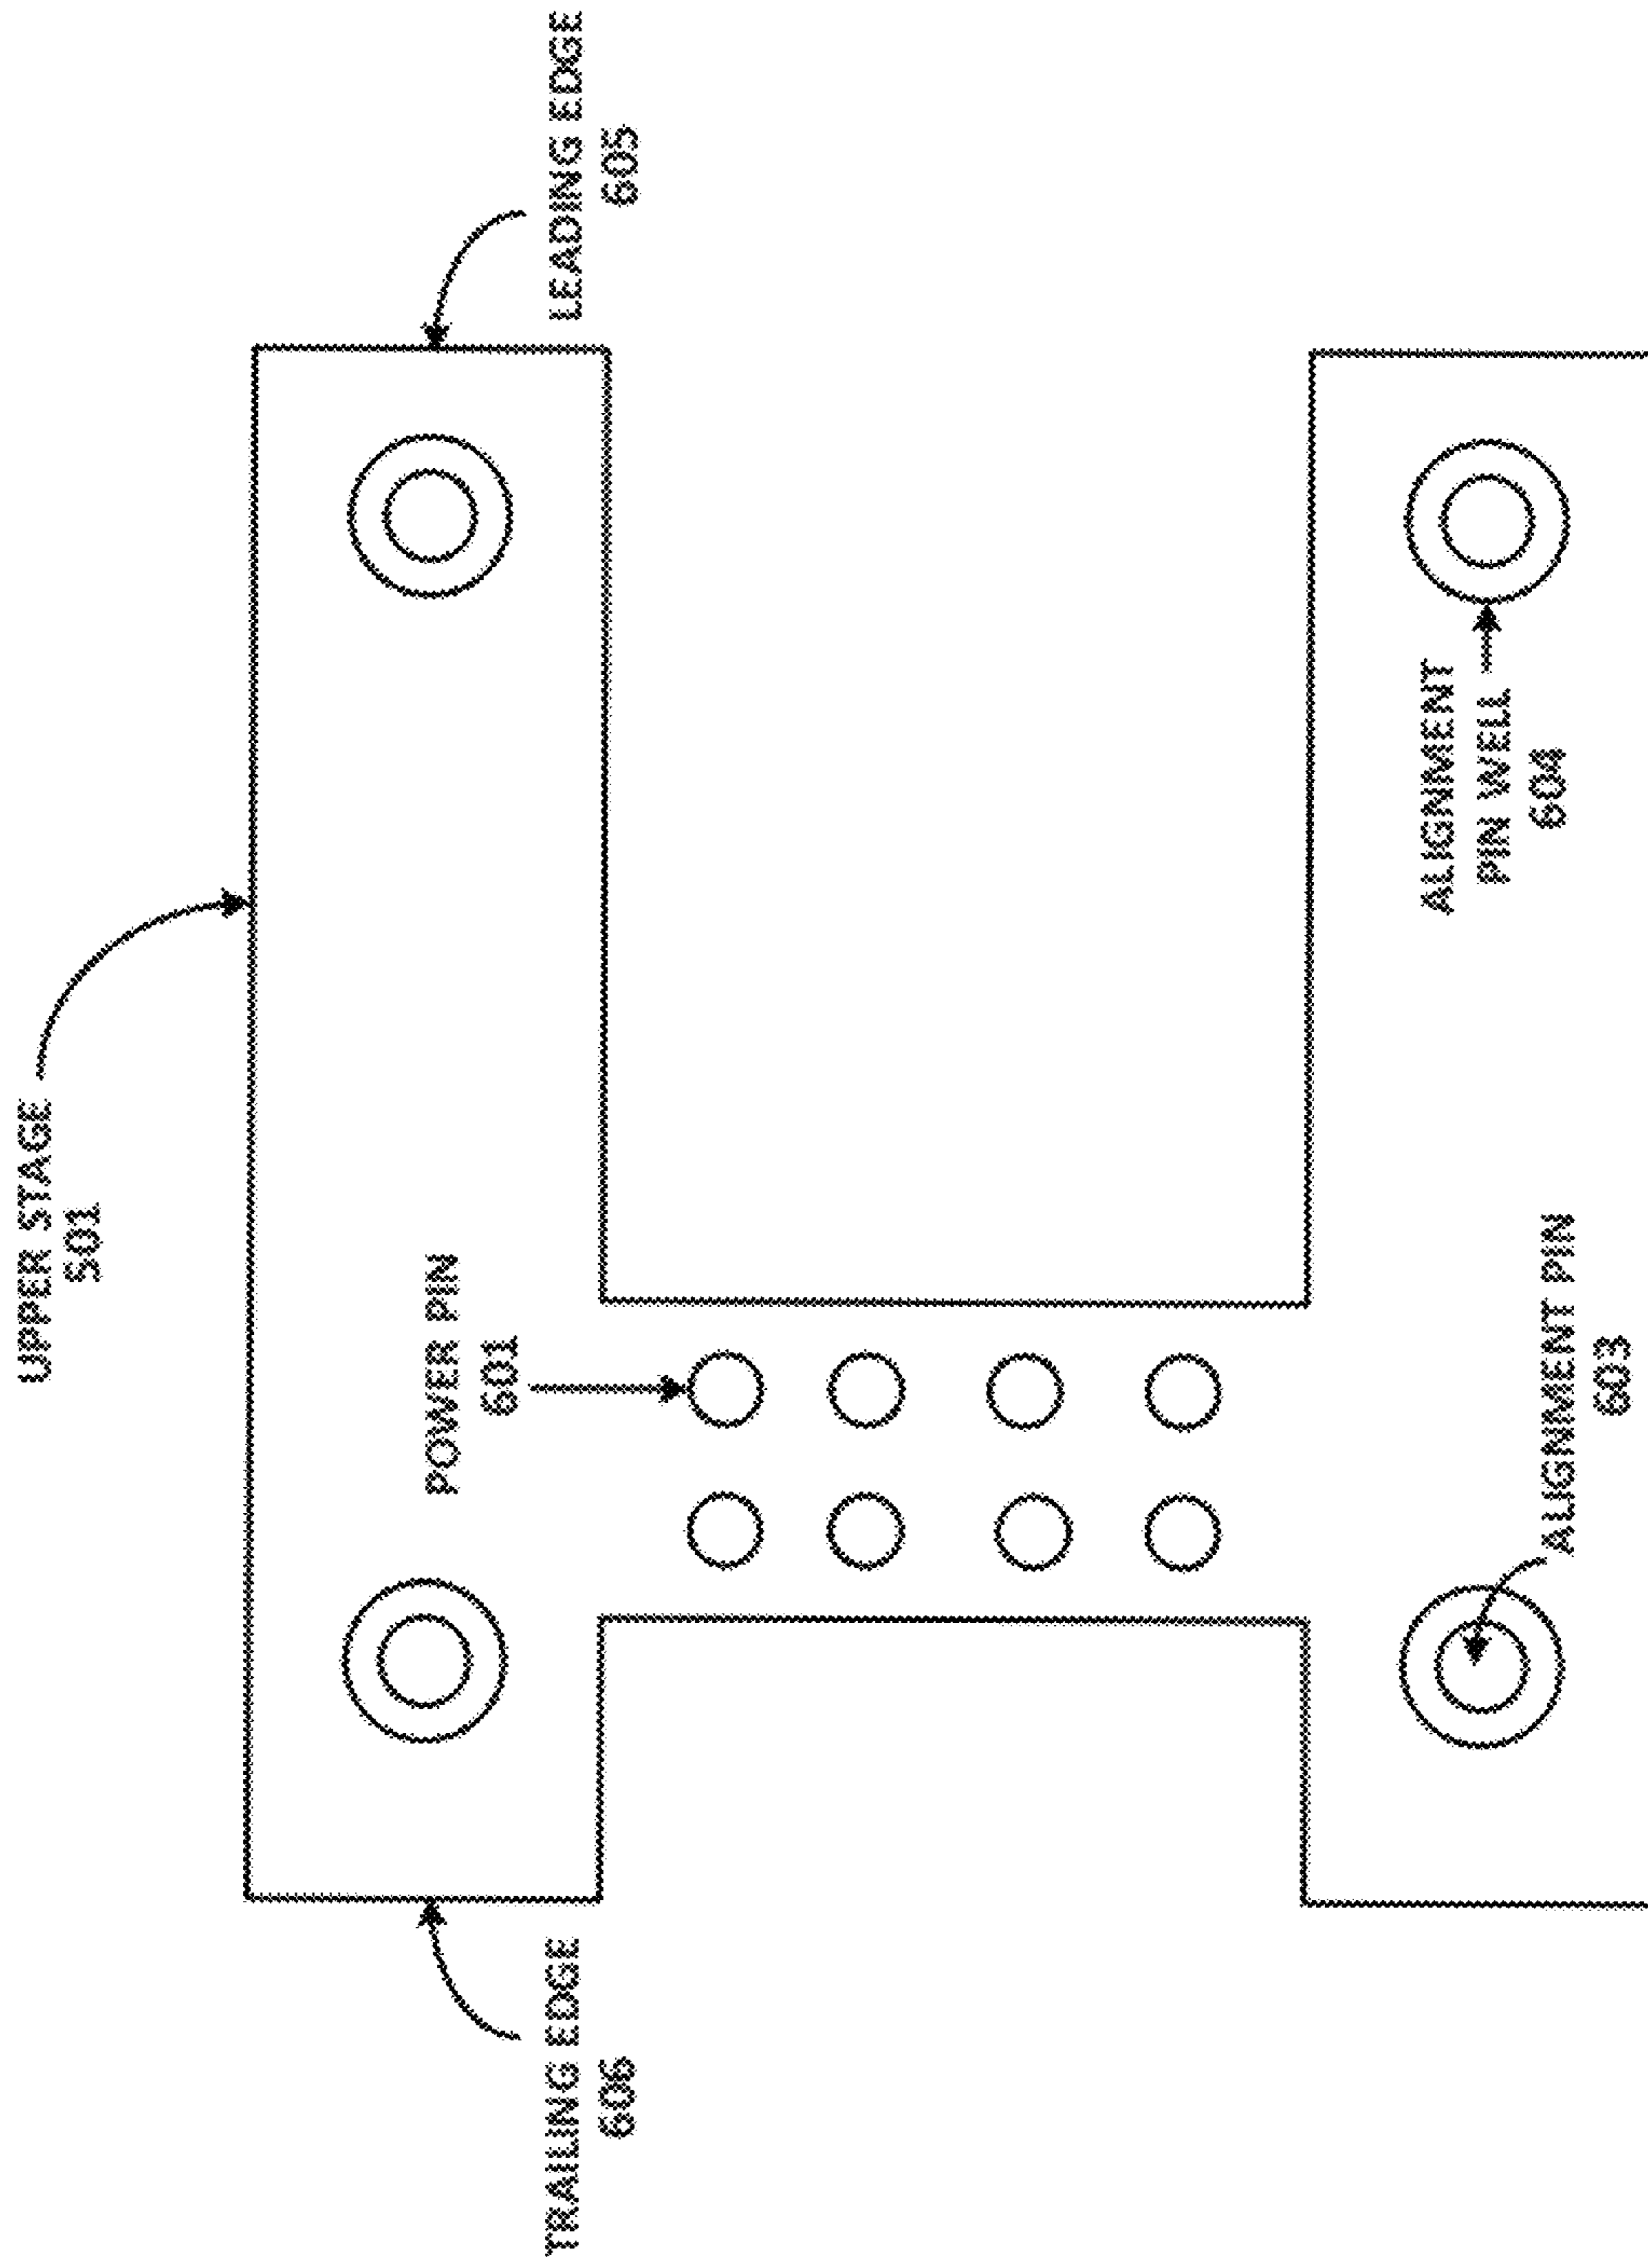 UPPER STAGE
501
TRAILING EDGE
606
POWER PIN
601
LEADING EDGE
605
ALIGNMENT PIN
603
ALIGNMENT
PIN WELL
604